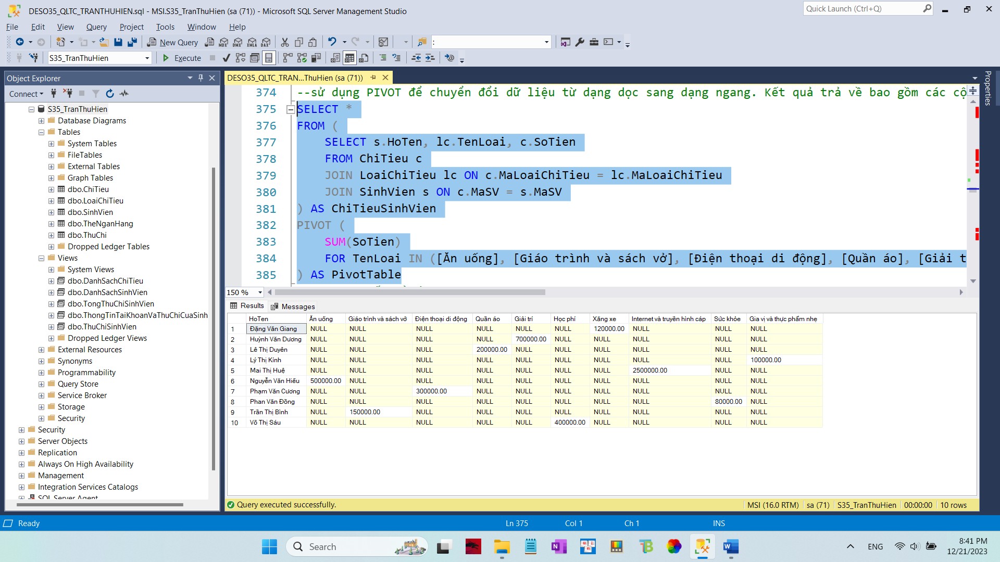 DESO35_QLTC_TRANTHUHIEN.sql - MSI.S35_TranThuHien (sa (71)) - Microsoft SQL Server Management Studio
Quick Launch (Ctrl+Q)
File Edit View Query Project Tools Window Help
New Query MDX DMX XMLA DAX :
S35_TranThuHien Execute
Object Explorer
Connect
S35_TranThuHien
Database Diagrams
Tables
System Tables
FileTables
External Tables
Graph Tables
dbo.ChiTieu
dbo.LoaiChiTieu
dbo.SinhVien
dbo.TheNganHang
dbo.ThuChi
Dropped Ledger Tables
Views
System Views
dbo.DanhSachChiTieu
dbo.DanhSachSinhVien
dbo.TongThuChiSinhVien
dbo.ThongTinTaiKhoanVaThuChiCuaSinh
dbo.ThuChiSinhVien
Dropped Ledger Views
External Resources
Synonyms
Programmability
Query Store
Service Broker
Storage
Security
Security
Server Objects
Replication
Always On High Availability
Management
Integration Services Catalogs
SQL Server Agent
DESO35_QLTC_TRAN...ThuHien (sa (71))
374 --sử dụng PIVOT để chuyển đổi dữ liệu từ dạng dọc sang dạng ngang. Kết quả trả về bao gồm các cộ
375 SELECT *
376 FROM (
377 SELECT s.HoTen, lc.TenLoai, c.SoTien
378 FROM ChiTieu c
379 JOIN LoaiChiTieu lc ON c.MaLoaiChiTieu = lc.MaLoaiChiTieu
380 JOIN SinhVien s ON c.MaSV = s.MaSV
381 ) AS ChiTieuSinhVien
382 PIVOT (
383 SUM(SoTien)
384 FOR TenLoai IN ([Ăn uống], [Giáo trình và sách vở], [Điện thoại di động], [Quần áo], [Giải t
385 ) AS PivotTable
150 %
Results Messages
HoTen Ăn uống Giáo trình và sách vở Điện thoại di động Quần áo Giải trí Học phí Xăng xe Internet và truyền hình cáp Sức khỏe Gia vị và thực phẩm nhẹ
1 Đặng Văn Giang NULL NULL NULL NULL NULL NULL 120000.00 NULL NULL NULL
2 Huỳnh Văn Dương NULL NULL NULL NULL 700000.00 NULL NULL NULL NULL NULL
3 Lê Thị Duyên NULL NULL NULL 200000.00 NULL NULL NULL NULL NULL NULL
4 Lý Thị Kính NULL NULL NULL NULL NULL NULL NULL NULL NULL 100000.00
5 Mai Thị Huệ NULL NULL NULL NULL NULL NULL NULL 2500000.00 NULL NULL
6 Nguyễn Văn Hiếu 500000.00 NULL NULL NULL NULL NULL NULL NULL NULL NULL
7 Phạm Văn Cương NULL NULL 300000.00 NULL NULL NULL NULL NULL NULL NULL
8 Phan Văn Đồng NULL NULL NULL NULL NULL NULL NULL NULL 80000.00 NULL
9 Trần Thị Bình NULL 150000.00 NULL NULL NULL NULL NULL NULL NULL NULL
10 Võ Thị Sáu NULL NULL NULL NULL NULL 400000.00 NULL NULL NULL NULL
Query executed successfully. MSI (16.0 RTM) sa (71) S35_TranThuHien 00:00:00 10 rows
Properties
Ready Ln 375 Col 1 Ch 1 INS
Search
ENG
8:41 PM
12/21/2023